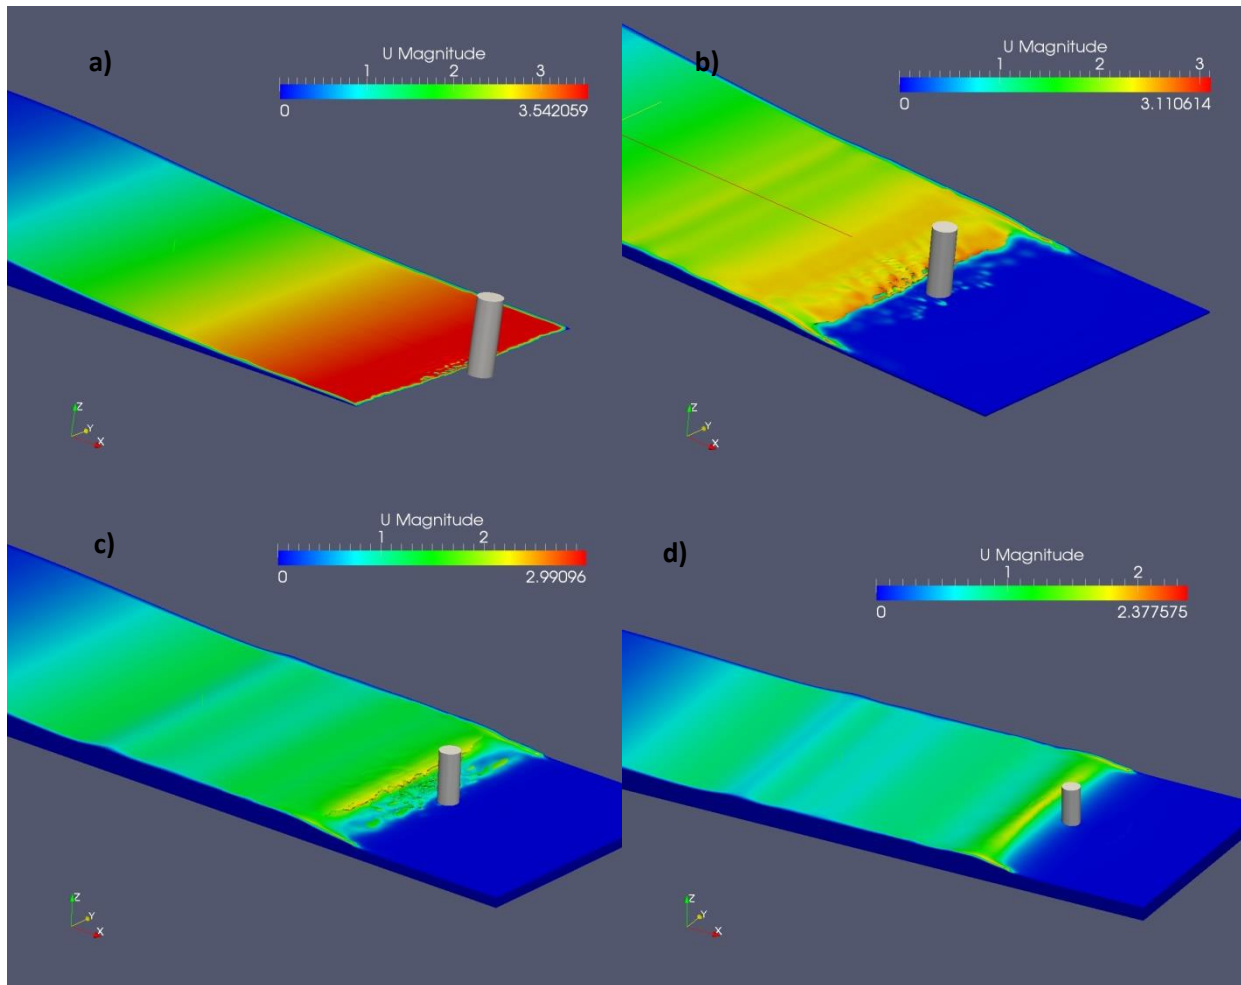 a)
U Magnitude
1 2 3
0 3.542059
Z
Y
X
b)
U Magnitude
1 2 3
0 3.110614
Z
Y
X
c)
U Magnitude
1 2
0 2.99096
Z
Y
X
d)
U Magnitude
1 2
0 2.377575
Z
Y
X